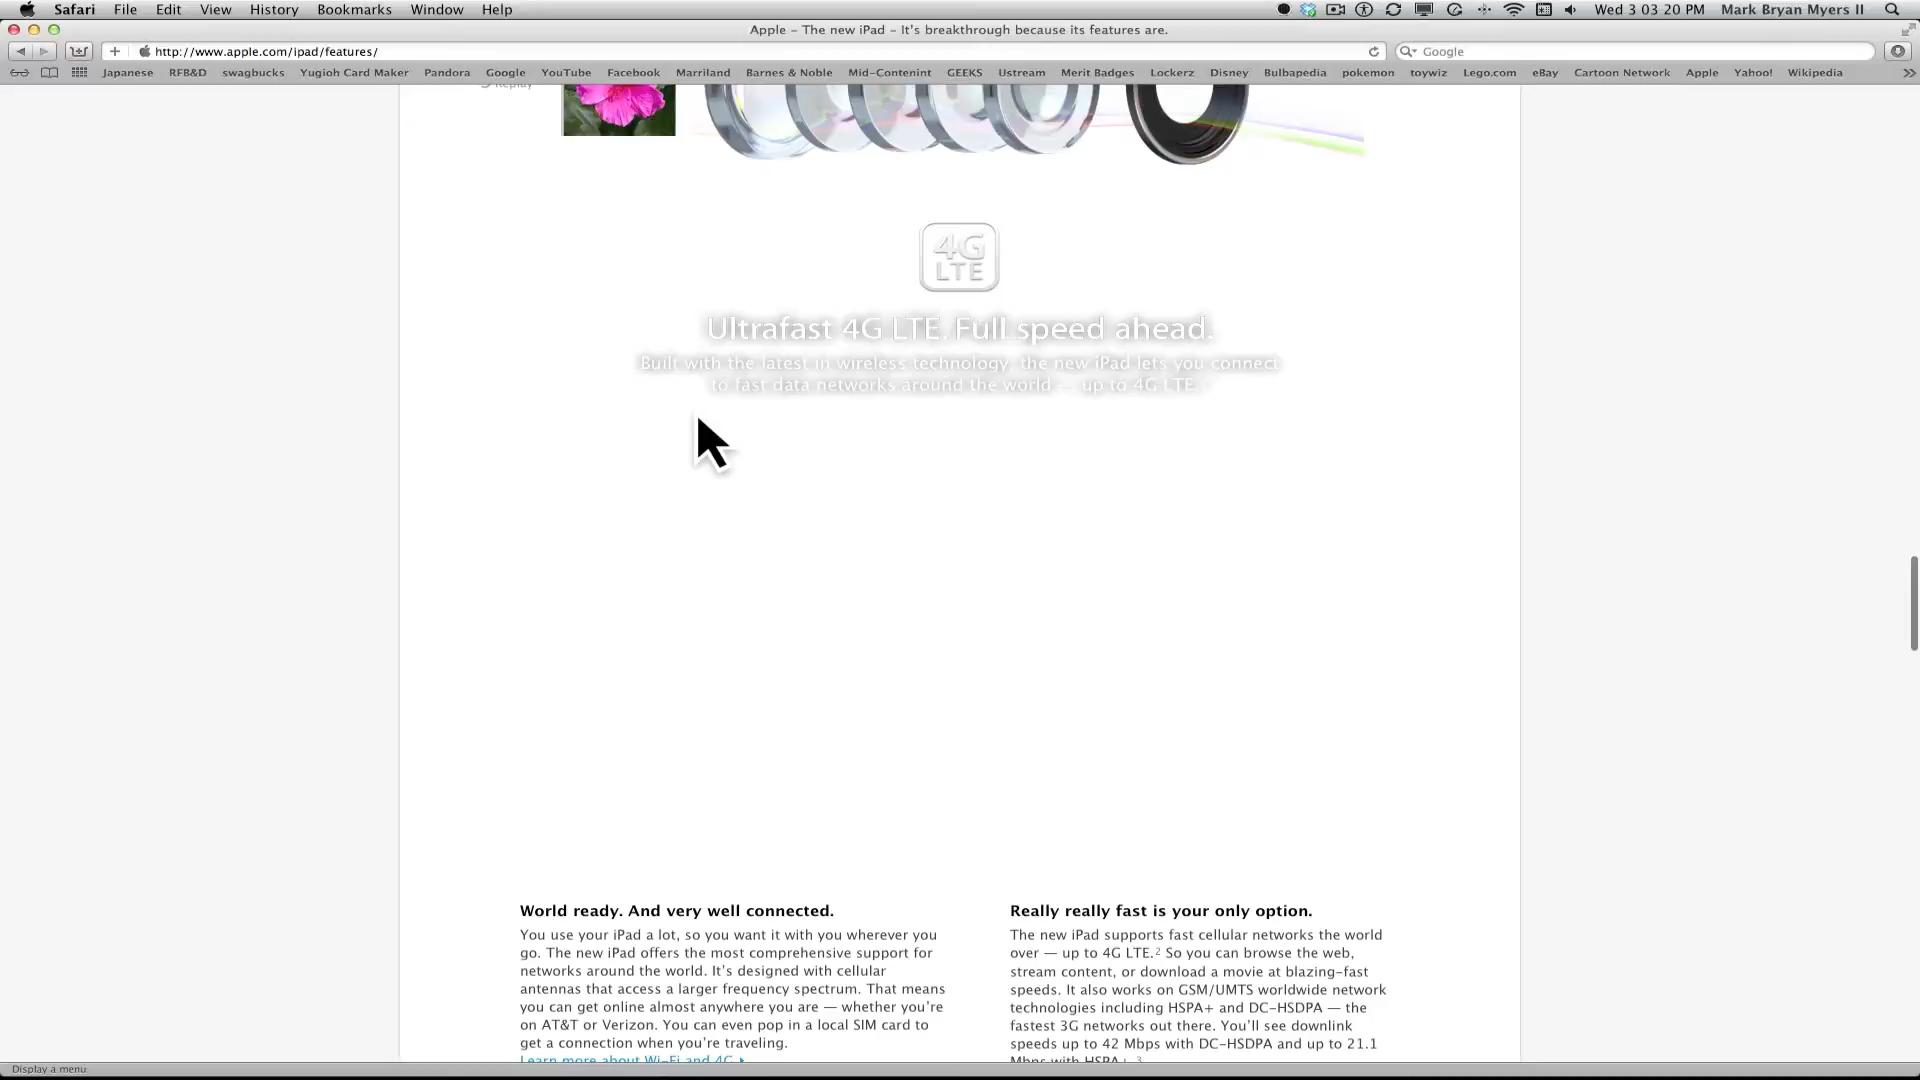 Safari File Edit View History Bookmarks Window Help Wed 3 03 20 PM Mark Bryan Myers II
Apple – The new iPad – It's breakthrough because its features are.
http://www.apple.com/ipad/features/ Google
Japanese RFB&D swagbucks Yugioh Card Maker Pandora Google YouTube Facebook Marriland Barnes & Noble Mid-Contenint GEEKS Ustream Merit Badges Lockerz Disney Bulbapedia pokemon toywiz Lego.com eBay Cartoon Network Apple Yahoo! Wikipedia
Replay
4G
LTE
Ultrafast 4G LTE. Full speed ahead.
Built with the latest in wireless technology, the new iPad lets you connect
to fast data networks around the world — up to 4G LTE.
World ready. And very well connected.
You use your iPad a lot, so you want it with you wherever you
go. The new iPad offers the most comprehensive support for
networks around the world. It's designed with cellular
antennas that access a larger frequency spectrum. That means
you can get online almost anywhere you are — whether you're
on AT&T or Verizon. You can even pop in a local SIM card to
get a connection when you're traveling.
Learn more about Wi-Fi and 4G
Really really fast is your only option.
The new iPad supports fast cellular networks the world
over — up to 4G LTE.2 So you can browse the web,
stream content, or download a movie at blazing-fast
speeds. It also works on GSM/UMTS worldwide network
technologies including HSPA+ and DC-HSDPA — the
fastest 3G networks out there. You'll see downlink
speeds up to 42 Mbps with DC-HSDPA and up to 21.1
Mbps with HSPA+.3
Display a menu